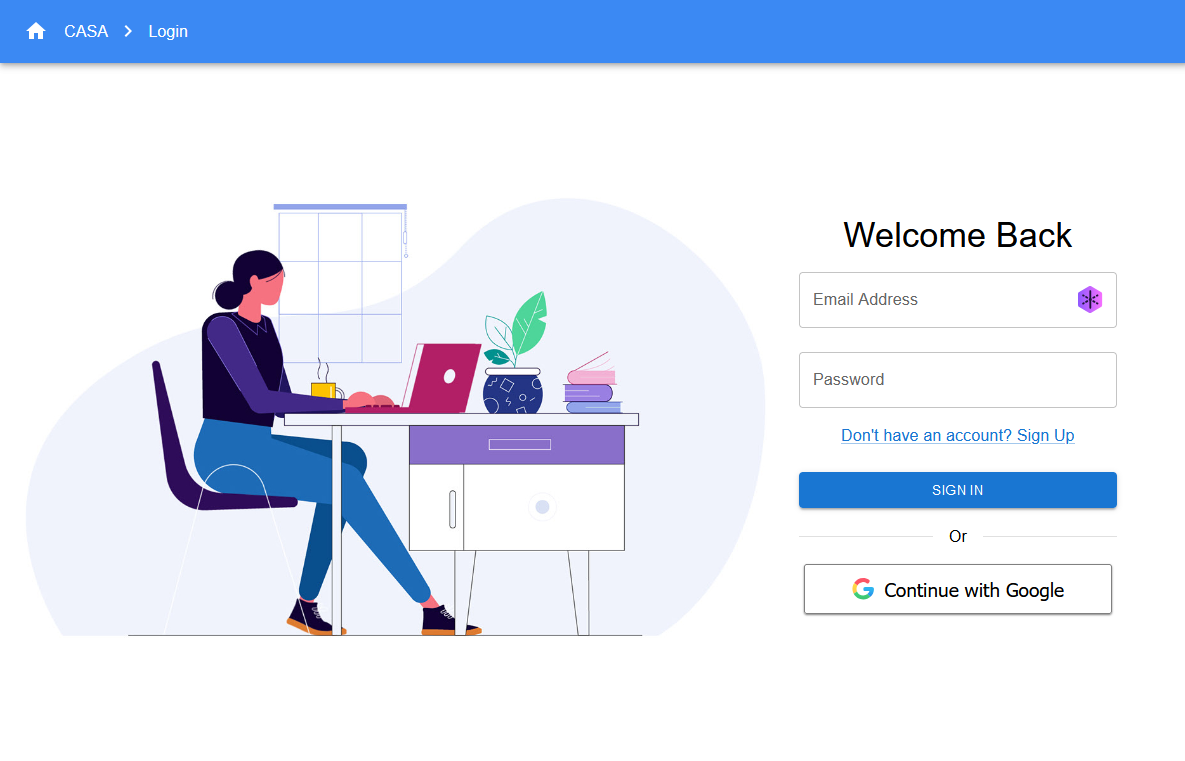 CASA
Login
Welcome Back
Email Address
Password
Don't have an account? Sign Up
SIGN IN
Or
Continue with Google